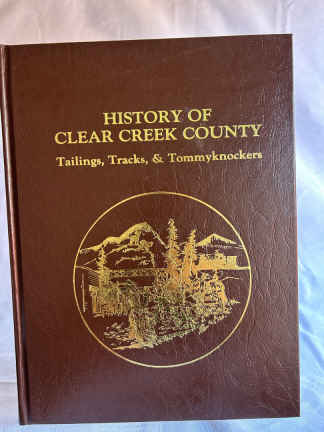 HISTORY OF
CLEAR CREEK COUNTY
Tailings, Tracks, & Tommyknockers